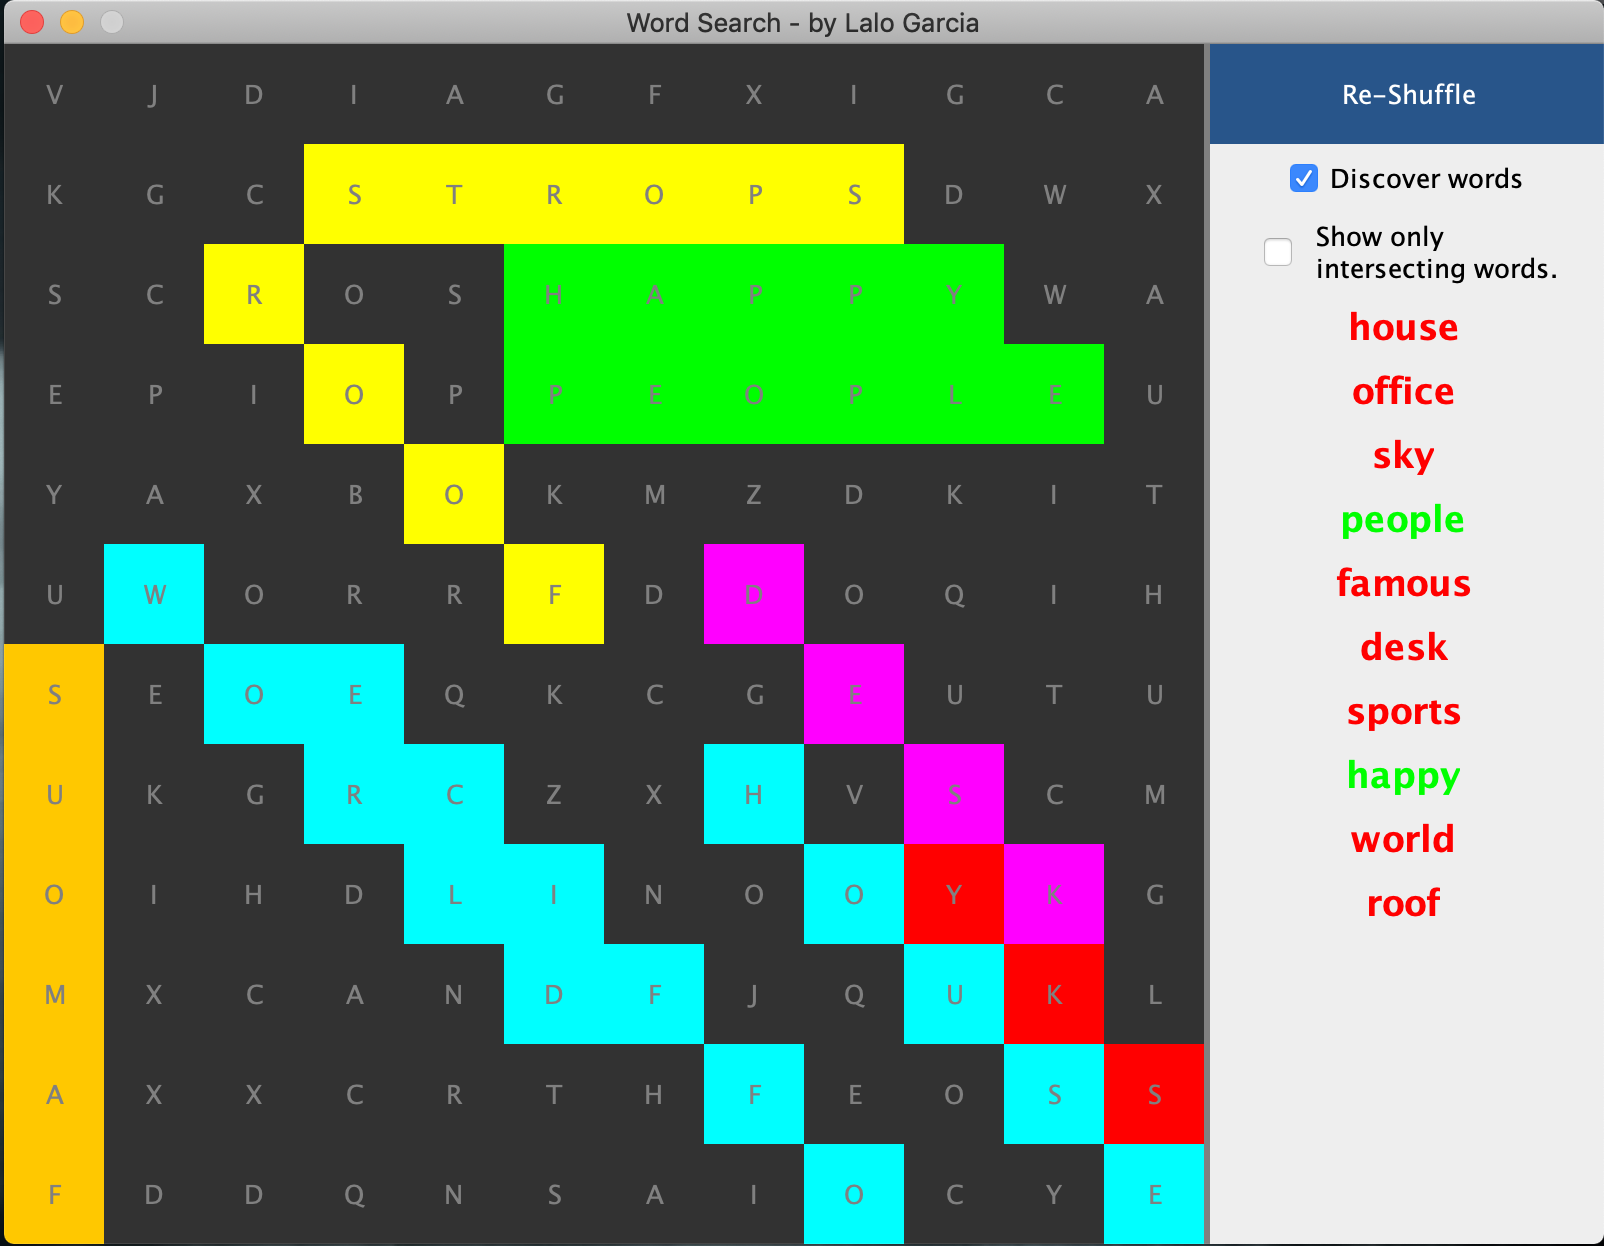 Word Search - by Lalo Garcia
V J D I A G F X I G C A
K G C S T R O P S D W X
S C R O S H A P P Y W A
E P I O P P E O P L E U
Y A X B O K M Z D K I T
U W O R R F D D O Q I H
S E O E Q K C G E U T U
U K G R C Z X H V S C M
O I H D L I N O O Y K G
M X C A N D F J Q U K L
A X X C R T H F E O S S
F D D Q N S A I O C Y E
Re-Shuffle
Discover words
Show only
intersecting words.
house
office
sky
people
famous
desk
sports
happy
world
roof